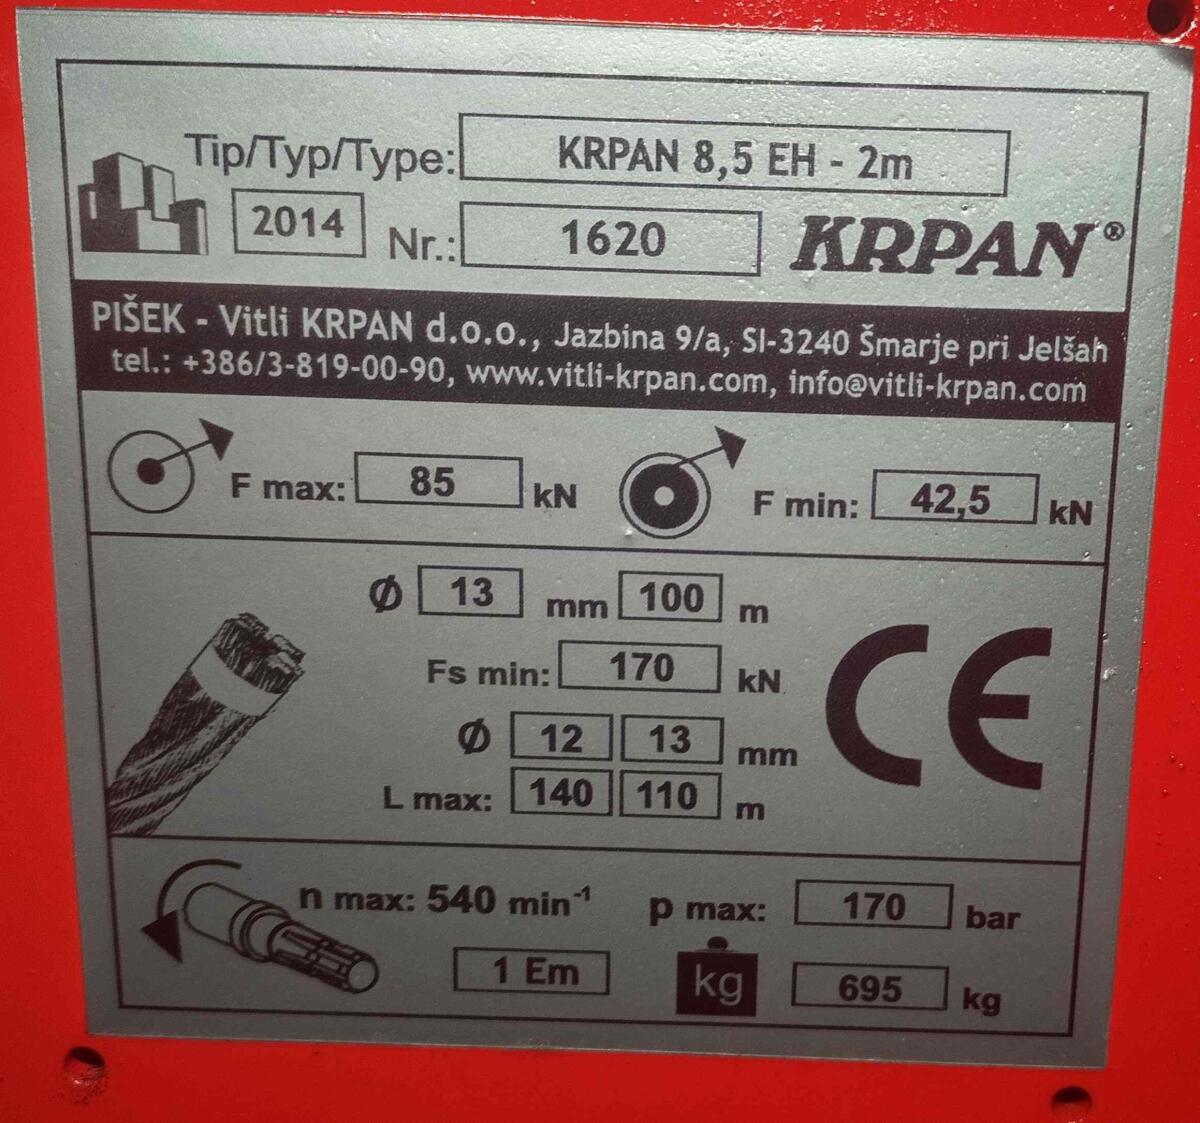 Tip/Typ/Type: KRPAN 8,5 EH - 2m
2014 Nr.: 1620 KRPAN®
PIŠEK - Vitli KRPAN d.o.o., Jazbina 9/a, SI-3240 Šmarje pri Jelšah
tel.: +386/3-819-00-90, www.vitli-krpan.com, info@vitli-krpan.com
F max: 85 kN F min: 42,5 kN
Ø 13 mm 100 m
Fs min: 170 kN
Ø 12 13 mm
L max: 140 110 m
CE
n max: 540 min⁻¹ p max: 170 bar
1 Em kg 695 kg